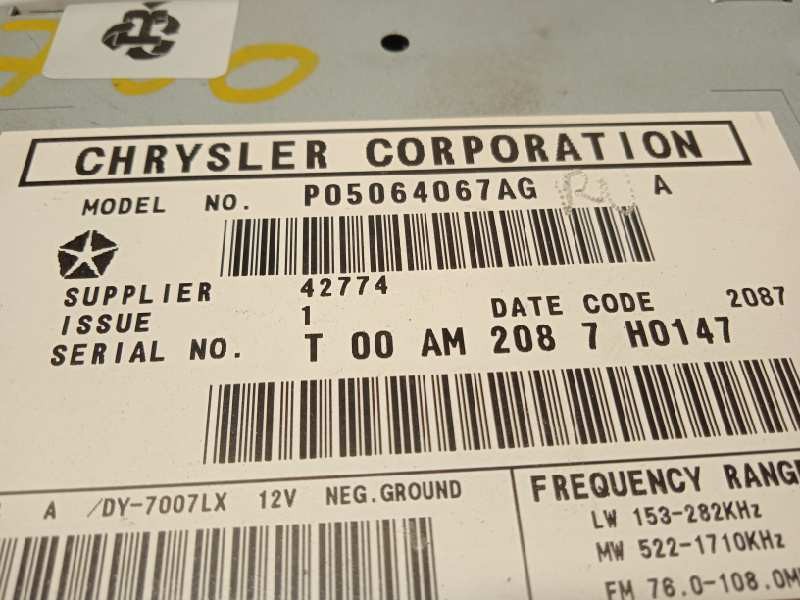 CHRYSLER CORPORATION
MODEL NO. P05064067AG A
SUPPLIER 42774
ISSUE 1 DATE CODE 2087
SERIAL NO. T 00 AM 208 7 H0147
A /DY-7007LX 12V NEG.GROUND
FREQUENCY RANGE
LW 153-282KHz
MW 522-1710KHz
FM 76.0-108.0M